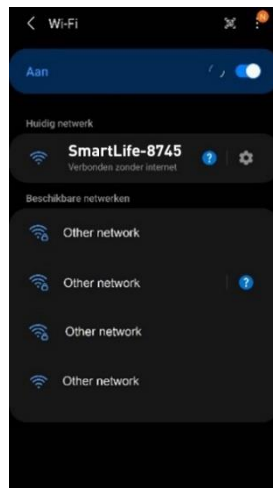 Wi-Fi
N
Aan
Huidig netwerk
SmartLife-8745
Verbonden zonder internet
?
Beschikbare netwerken
Other network
Other network
?
Other network
Other network